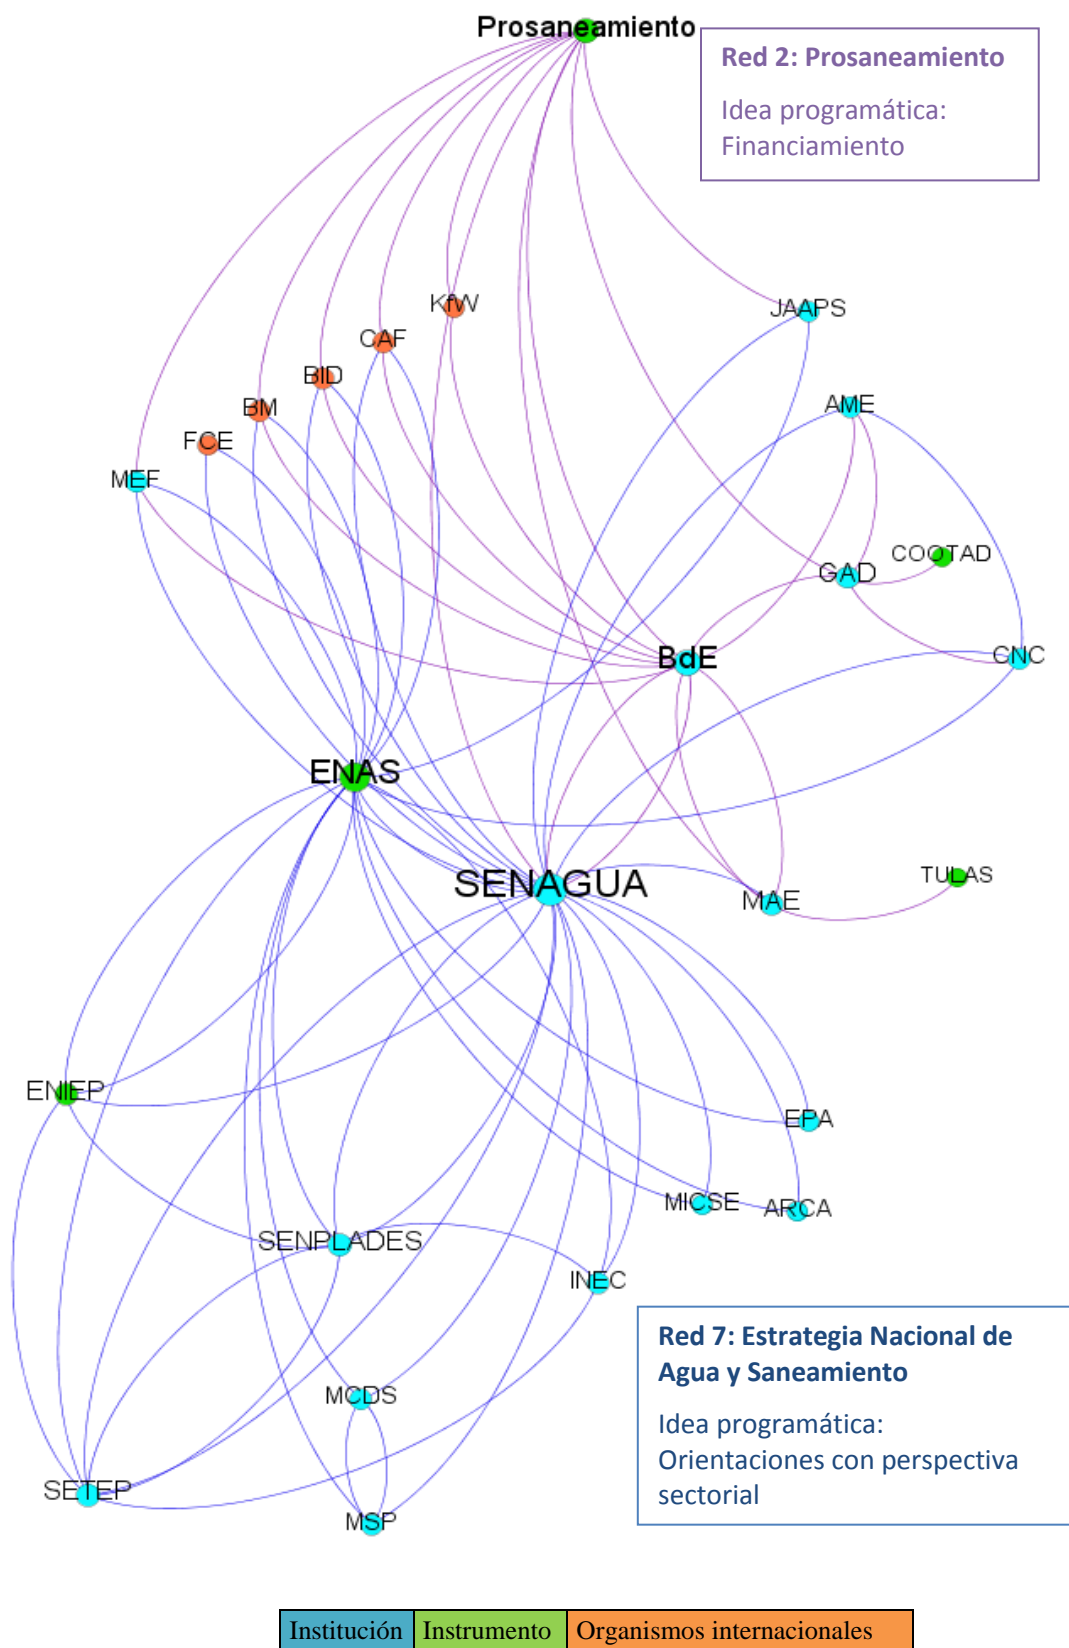 Prosaneamiento
Red 2: Prosaneamiento
Idea programática:
Financiamiento
KfW
JAAPS
CAF
BID
AME
BM
FCE
MEF
COOTAD
GAD
CNC
BdE
ENAS
SENAGUA
TULAS
MAE
ENIEP
EPA
MICSE
ARCA
SENPLADES
INEC
Red 7: Estrategia Nacional de
Agua y Saneamiento
Idea programática:
Orientaciones con perspectiva
sectorial
MCDS
SETEP
MSP
Institución Instrumento Organismos internacionales